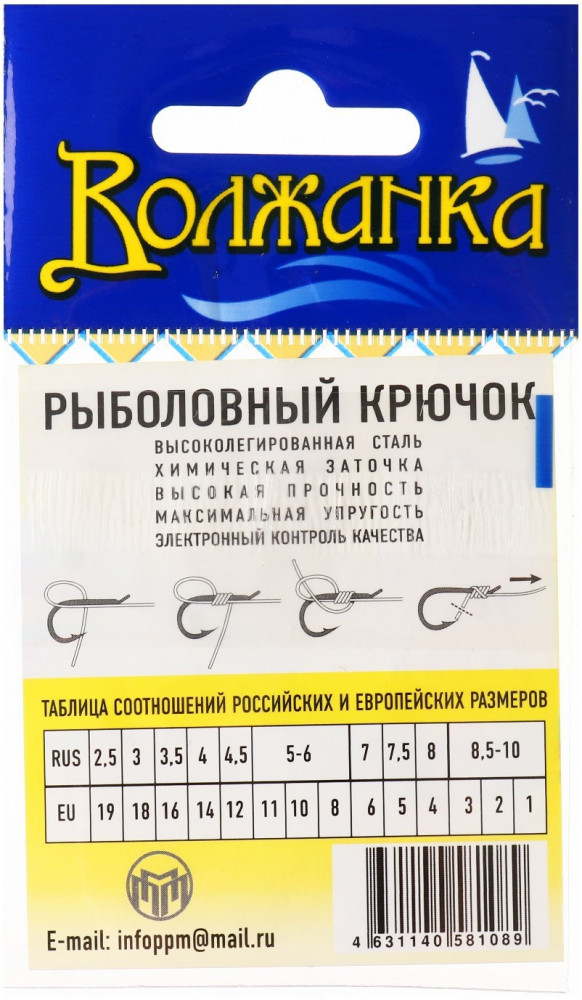 Волжанка
РЫБОЛОВНЫЙ КРЮЧОК
ВЫСОКОЛЕГИРОВАННАЯ СТАЛЬ
ХИМИЧЕСКАЯ ЗАТОЧКА
ВЫСОКАЯ ПРОЧНОСТЬ
МАКСИМАЛЬНАЯ УПРУГОСТЬ
ЭЛЕКТРОННЫЙ КОНТРОЛЬ КАЧЕСТВА
ТАБЛИЦА СООТНОШЕНИЙ РОССИЙСКИХ И ЕВРОПЕЙСКИХ РАЗМЕРОВ
RUS 2,5 3 3,5 4 4,5 5-6 7 7,5 8 8,5-10
EU 19 18 16 14 12 11 10 8 6 5 4 3 2 1
E-mail: infoppm@mail.ru
4 631140 581089